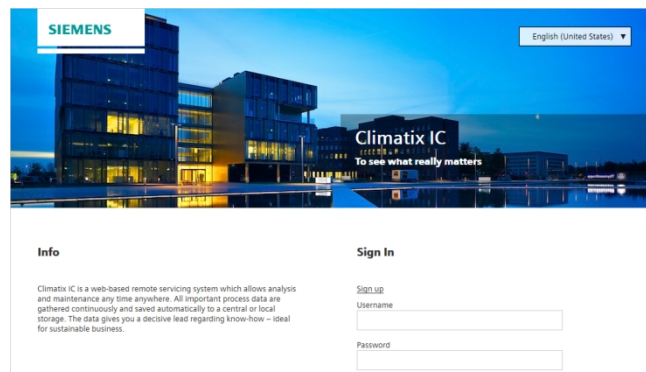 SIEMENS
English (United States) ▼
Climatix IC
To see what really matters
Info
Climatix IC is a web-based remote servicing system which allows analysis
and maintenance any time anywhere. All important process data are
gathered continuously and saved automatically to a central or local
storage. The data gives you a decisive lead regarding know-how – ideal
for sustainable business.
Sign In
Sign up
Username
Password